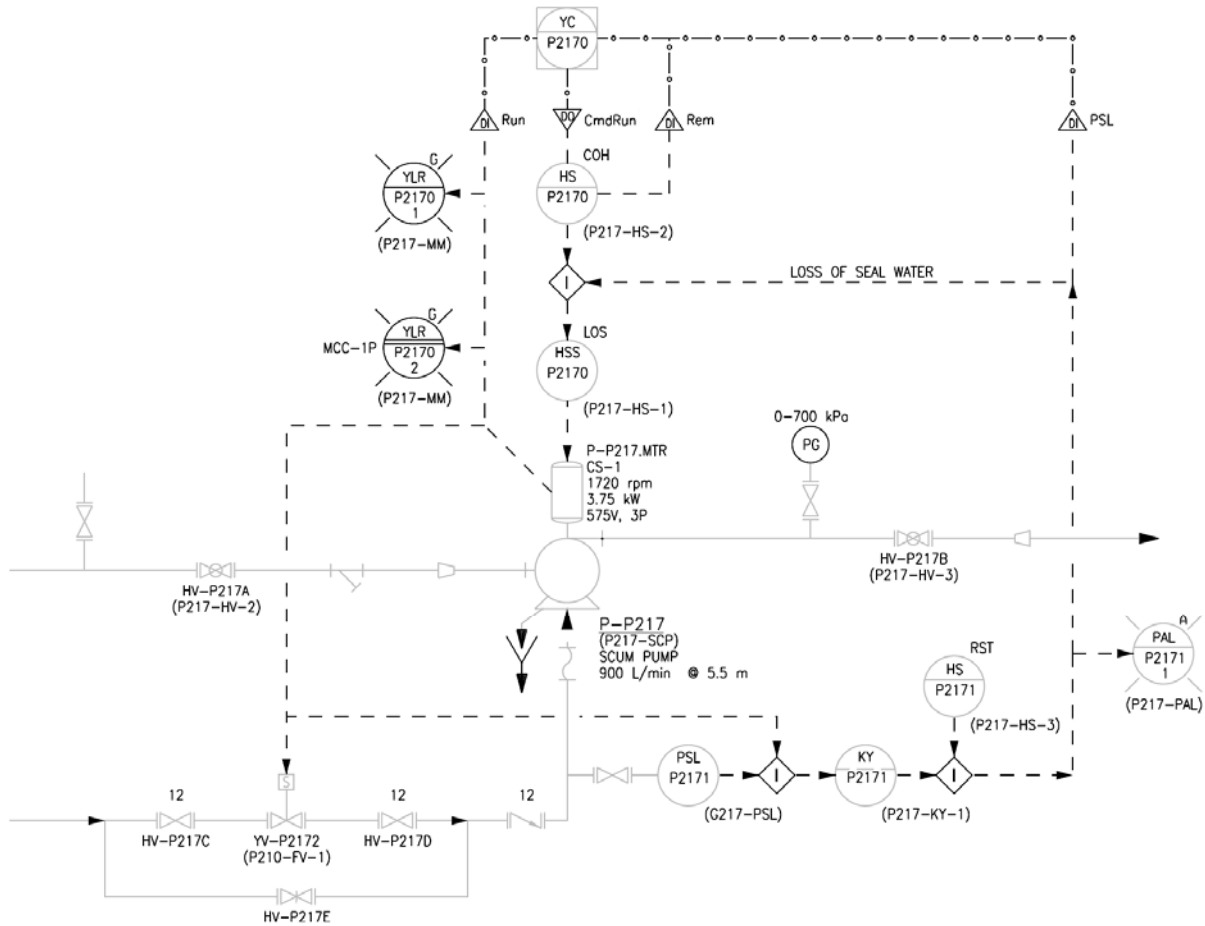 YC
P2170
DI
Run
DO
CmdRun
DI
Rem
DI
PSL
COH
G
YLR
P2170
1
(P217-MM)
HS
P2170
(P217-HS-2)
I
LOSS OF SEAL WATER
LOS
G
MCC-1P
YLR
P2170
2
(P217-MM)
HSS
P2170
(P217-HS-1)
0-700 kPa
PG
P-P217.MTR
CS-1
1720 rpm
3.75 kW
575V, 3P
HV-P217A
(P217-HV-2)
HV-P217B
(P217-HV-3)
P-P217
(P217-SCP)
SCUM PUMP
900 L/min @ 5.5 m
RST
HS
P2171
(P217-HS-3)
A
PAL
P2171
1
(P217-PAL)
PSL
P2171
(G217-PSL)
I
KY
P2171
(P217-KY-1)
I
S
12
HV-P217C
YV-P2172
(P210-FV-1)
12
HV-P217D
12
HV-P217E